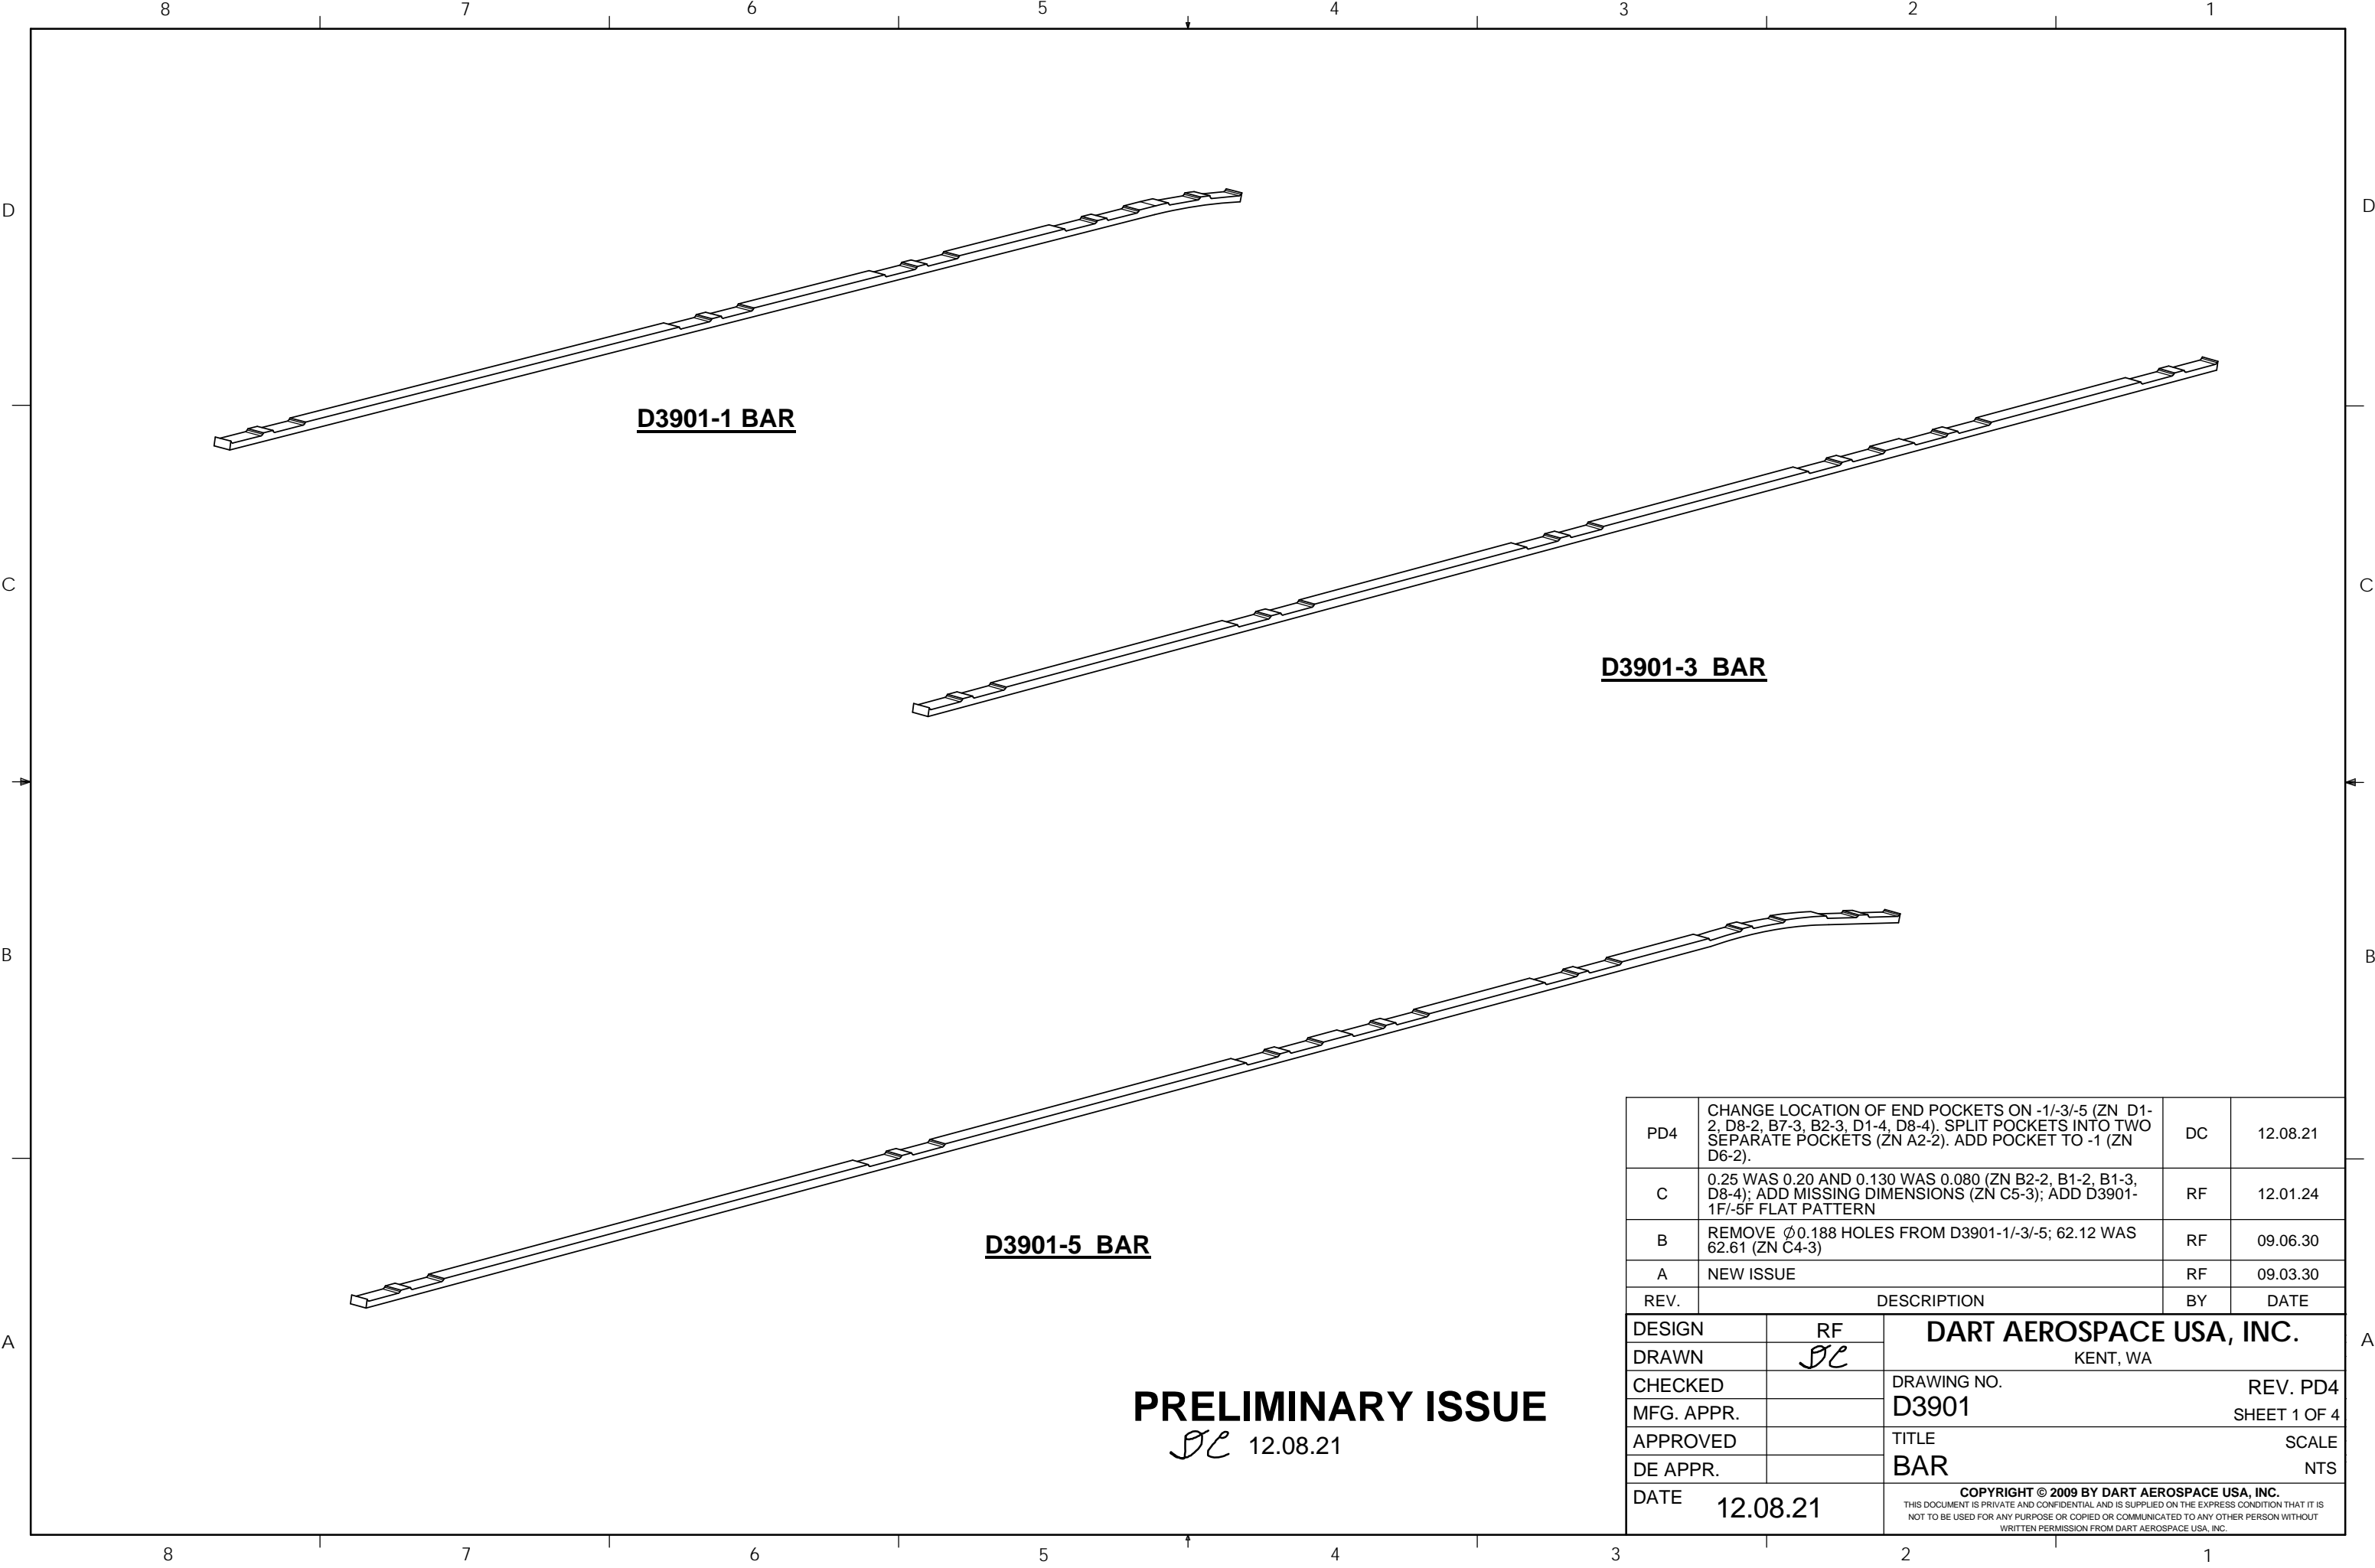 8 7 6 5 4 3 2 1
D D
D3901-1 BAR
C C
D3901-3 BAR
B B
D3901-5 BAR
PD4 CHANGE LOCATION OF END POCKETS ON -1/-3/-5 (ZN D1-
2, D8-2, B7-3, B2-3, D1-4, D8-4). SPLIT POCKETS INTO TWO
SEPARATE POCKETS (ZN A2-2). ADD POCKET TO -1 (ZN
D6-2). DC 12.08.21
C 0.25 WAS 0.20 AND 0.130 WAS 0.080 (ZN B2-2, B1-2, B1-3,
D8-4); ADD MISSING DIMENSIONS (ZN C5-3); ADD D3901-
1F/-5F FLAT PATTERN RF 12.01.24
B REMOVE ∅0.188 HOLES FROM D3901-1/-3/-5; 62.12 WAS
62.61 (ZN C4-3) RF 09.06.30
A NEW ISSUE RF 09.03.30
REV. DESCRIPTION BY DATE
A A
DESIGN RF
DRAWN DC
CHECKED
MFG. APPR.
APPROVED
DE APPR.
DATE 12.08.21
DART AEROSPACE USA, INC.
KENT, WA
DRAWING NO. REV. PD4
D3901 SHEET 1 OF 4
TITLE SCALE
BAR NTS
COPYRIGHT © 2009 BY DART AEROSPACE USA, INC.
THIS DOCUMENT IS PRIVATE AND CONFIDENTIAL AND IS SUPPLIED ON THE EXPRESS CONDITION THAT IT IS
NOT TO BE USED FOR ANY PURPOSE OR COPIED OR COMMUNICATED TO ANY OTHER PERSON WITHOUT
WRITTEN PERMISSION FROM DART AEROSPACE USA, INC.
PRELIMINARY ISSUE
DC 12.08.21
8 7 6 5 4 3 2 1